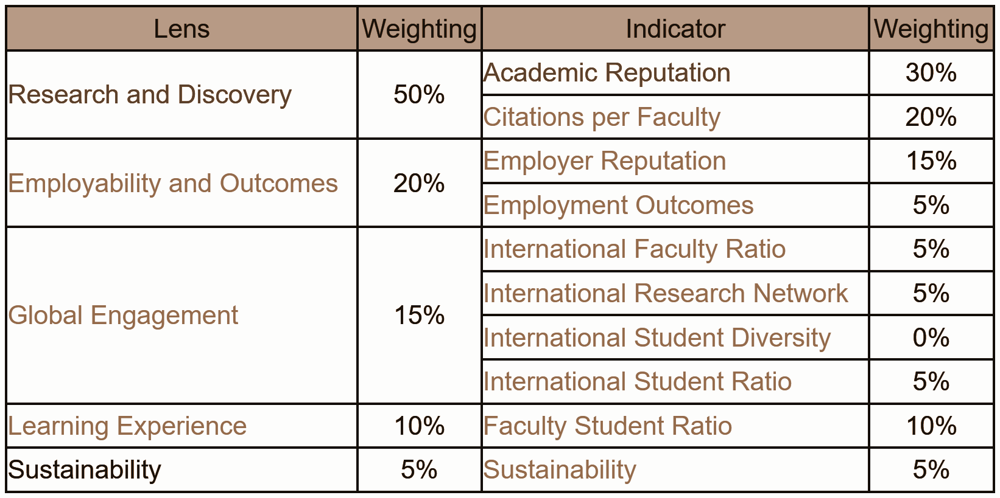 Lens Weighting Indicator Weighting
Research and Discovery 50% Academic Reputation 30%
Citations per Faculty 20%
Employability and Outcomes 20% Employer Reputation 15%
Employment Outcomes 5%
Global Engagement 15% International Faculty Ratio 5%
International Research Network 5%
International Student Diversity 0%
International Student Ratio 5%
Learning Experience 10% Faculty Student Ratio 10%
Sustainability 5% Sustainability 5%